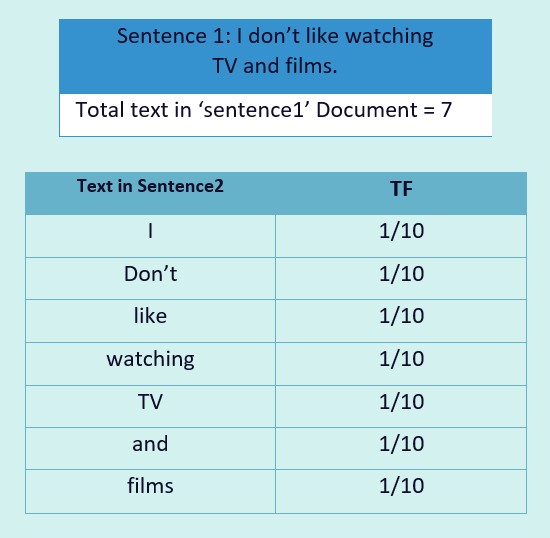 Sentence 1: I don’t like watching
TV and films.
Total text in ‘sentence1’ Document = 7
Text in Sentence2 TF
I 1/10
Don’t 1/10
like 1/10
watching 1/10
TV 1/10
and 1/10
films 1/10